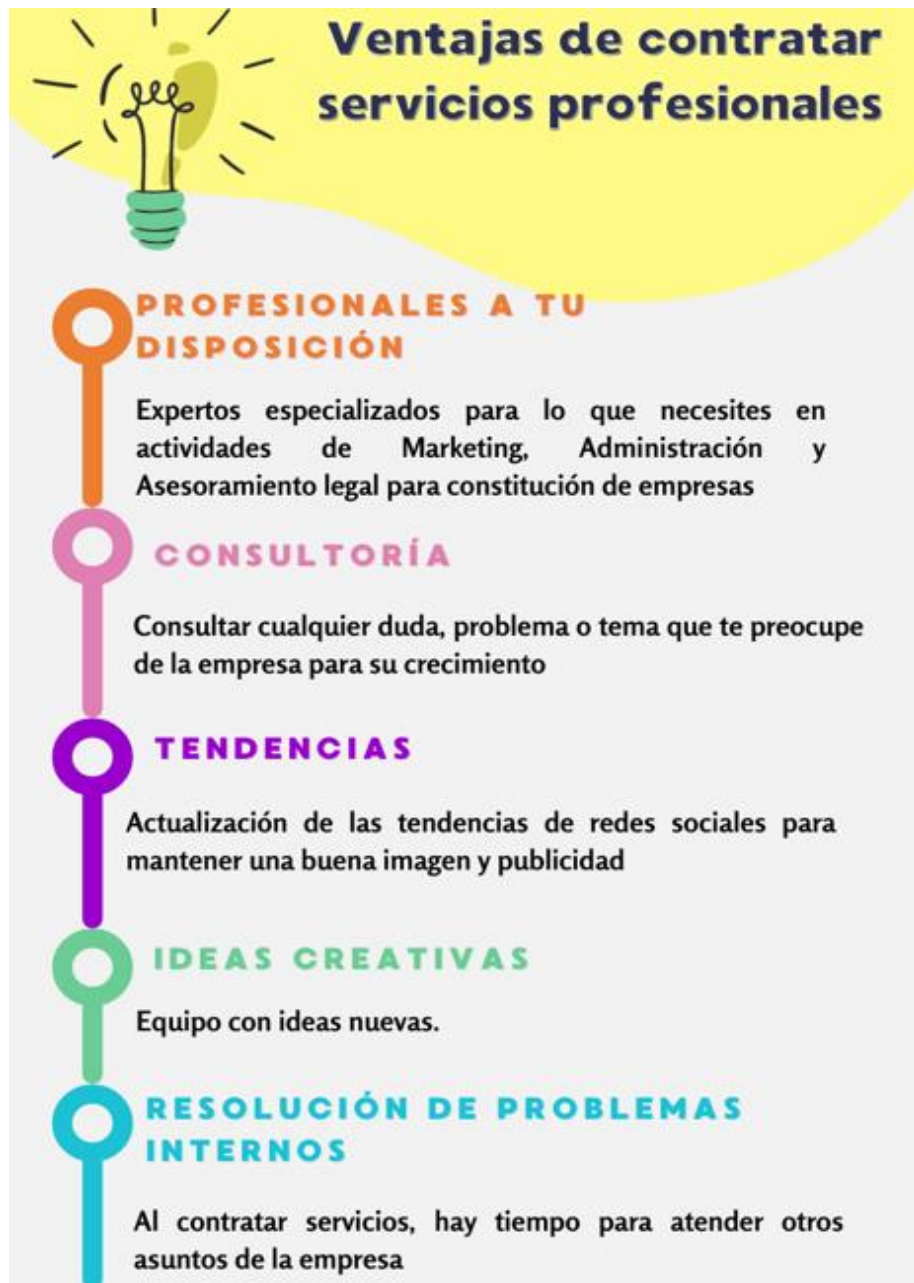 Ventajas de contratar
servicios profesionales
PROFESIONALES A TU
DISPOSICIÓN
Expertos especializados para lo que necesites en
actividades de Marketing, Administración y
Asesoramiento legal para constitución de empresas
CONSULTORÍA
Consultar cualquier duda, problema o tema que te preocupe
de la empresa para su crecimiento
TENDENCIAS
Actualización de las tendencias de redes sociales para
mantener una buena imagen y publicidad
IDEAS CREATIVAS
Equipo con ideas nuevas.
RESOLUCIÓN DE PROBLEMAS
INTERNOS
Al contratar servicios, hay tiempo para atender otros
asuntos de la empresa